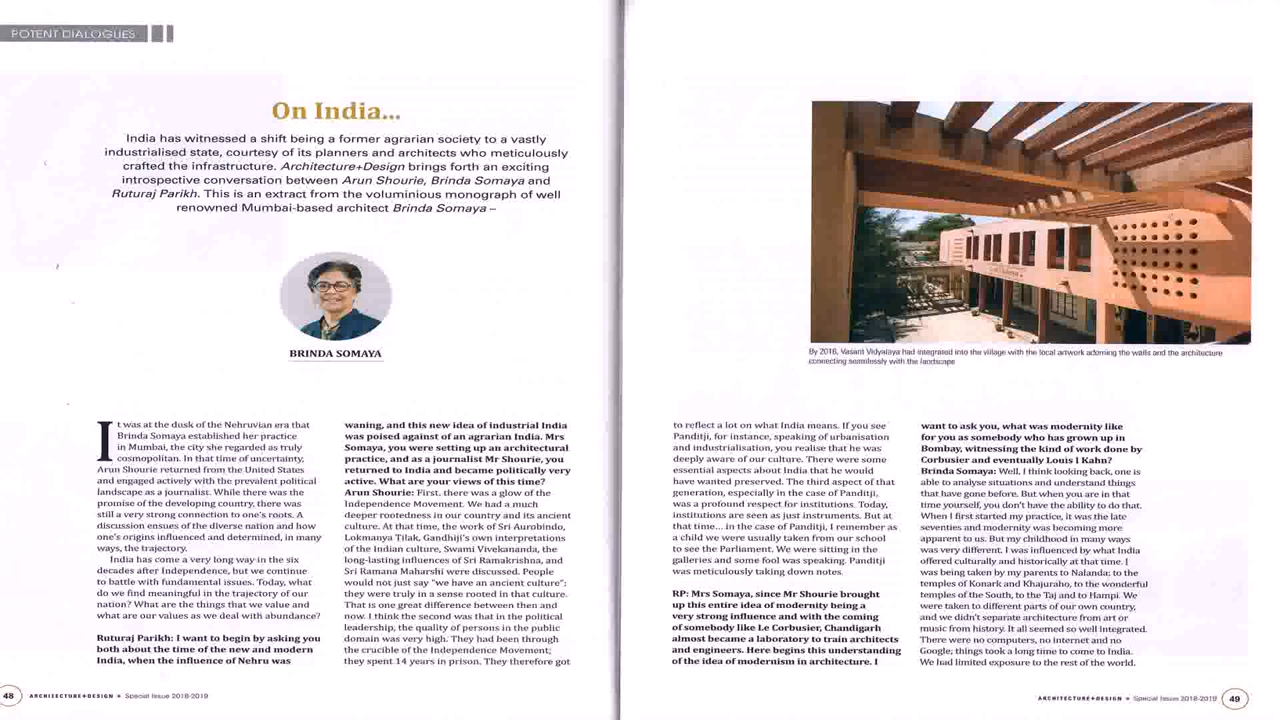 POTENT DIALOGUES
On India...
India has witnessed a shift being a former agrarian society to a vastly
industrialised state, courtesy of its planners and architects who meticulously
crafted the infrastructure. Architecture+Design brings forth an exciting
introspective conversation between Arun Shourie, Brinda Somaya and
Ruturaj Parikh. This is an extract from the voluminious monograph of well
renowned Mumbai-based architect Brinda Somaya –
BRINDA SOMAYA
It was at the dusk of the Nehruvian era that
Brinda Somaya established her practice
in Mumbai, the city she regarded as truly
cosmopolitan. In that time of uncertainty,
Arun Shourie returned from the United States
and engaged actively with the prevalent political
landscape as a journalist. While there was the
promise of the developing country, there was
still a very strong connection to one's roots. A
discussion ensues of the diverse nation and how
one's origins influenced and determined, in many
ways, the trajectory.
India has come a very long way in the six
decades after Independence, but we continue
to battle with fundamental issues. Today, what
do we find meaningful in the trajectory of our
nation? What are the things that we value and
what are our values as we deal with abundance?
Ruturaj Parikh: I want to begin by asking you
both about the time of the new and modern
India, when the influence of Nehru was
waning, and this new idea of industrial India
was poised against of an agrarian India. Mrs
Somaya, you were setting up an architectural
practice, and as a journalist Mr Shourie, you
returned to India and became politically very
active. What are your views of this time?
Arun Shourie: First, there was a glow of the
Independence Movement. We had a much
deeper rootedness in our country and its ancient
culture. At that time, the work of Sri Aurobindo,
Lokmanya Tilak, Gandhiji's own interpretations
of the Indian culture, Swami Vivekananda, the
long-lasting influences of Sri Ramakrishna, and
Sri Ramana Maharshi were discussed. People
would not just say "we have an ancient culture";
they were truly in a sense rooted in that culture.
That is one great difference between then and
now. I think the second was that in the political
leadership, the quality of persons in the public
domain was very high. They had been through
the crucible of the Independence Movement;
they spent 14 years in prison. They therefore got
48 ARCHITECTURE+DESIGN • Special Issue 2018-2019
By 2016, Vasant Vidyalaya had integrated into the village with the local artwork adorning the walls and the architecture
connecting seamlessly with the landscape
to reflect a lot on what India means. If you see
Panditji, for instance, speaking of urbanisation
and industrialisation, you realise that he was
deeply aware of our culture. There were some
essential aspects about India that he would
have wanted preserved. The third aspect of that
generation, especially in the case of Panditji,
was a profound respect for institutions. Today,
institutions are seen as just instruments. But at
that time... in the case of Panditji, I remember as
a child we were usually taken from our school
to see the Parliament. We were sitting in the
galleries and some fool was speaking. Panditji
was meticulously taking down notes.
RP: Mrs Somaya, since Mr Shourie brought
up this entire idea of modernity being a
very strong influence and with the coming
of somebody like Le Corbusier, Chandigarh
almost became a laboratory to train architects
and engineers. Here begins this understanding
of the idea of modernism in architecture. I
want to ask you, what was modernity like
for you as somebody who has grown up in
Bombay, witnessing the kind of work done by
Corbusier and eventually Louis I Kahn?
Brinda Somaya: Well, I think looking back, one is
able to analyse situations and understand things
that have gone before. But when you are in that
time yourself, you don't have the ability to do that.
When I first started my practice, it was the late
seventies and modernity was becoming more
apparent to us. But my childhood in many ways
was very different. I was influenced by what India
offered culturally and historically at that time. I
was being taken by my parents to Nalanda; to the
temples of Konark and Khajuraho, to the wonderful
temples of the South, to the Taj and to Hampi. We
were taken to different parts of our own country,
and we didn't separate architecture from art or
music from history. It all seemed so well integrated.
There were no computers, no internet and no
Google; things took a long time to come to India.
We had limited exposure to the rest of the world.
ARCHITECTURE+DESIGN • Special Issue 2018-2019 49